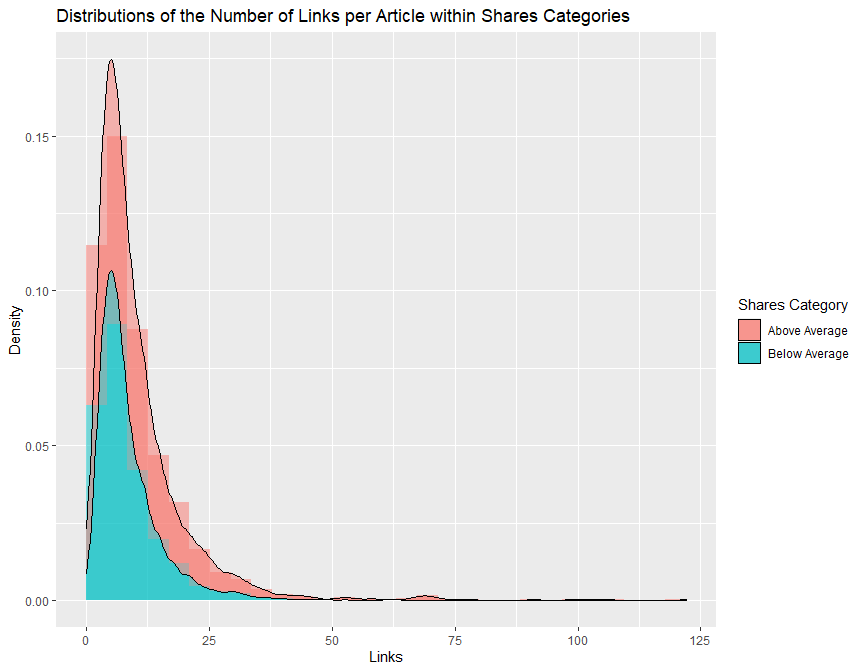 Distributions of the Number of Links per Article within Shares Categories
0.15
0.10
0.05
0.00
Density
0 25 50 75 100 125
Links
Shares Category
Above Average
Below Average